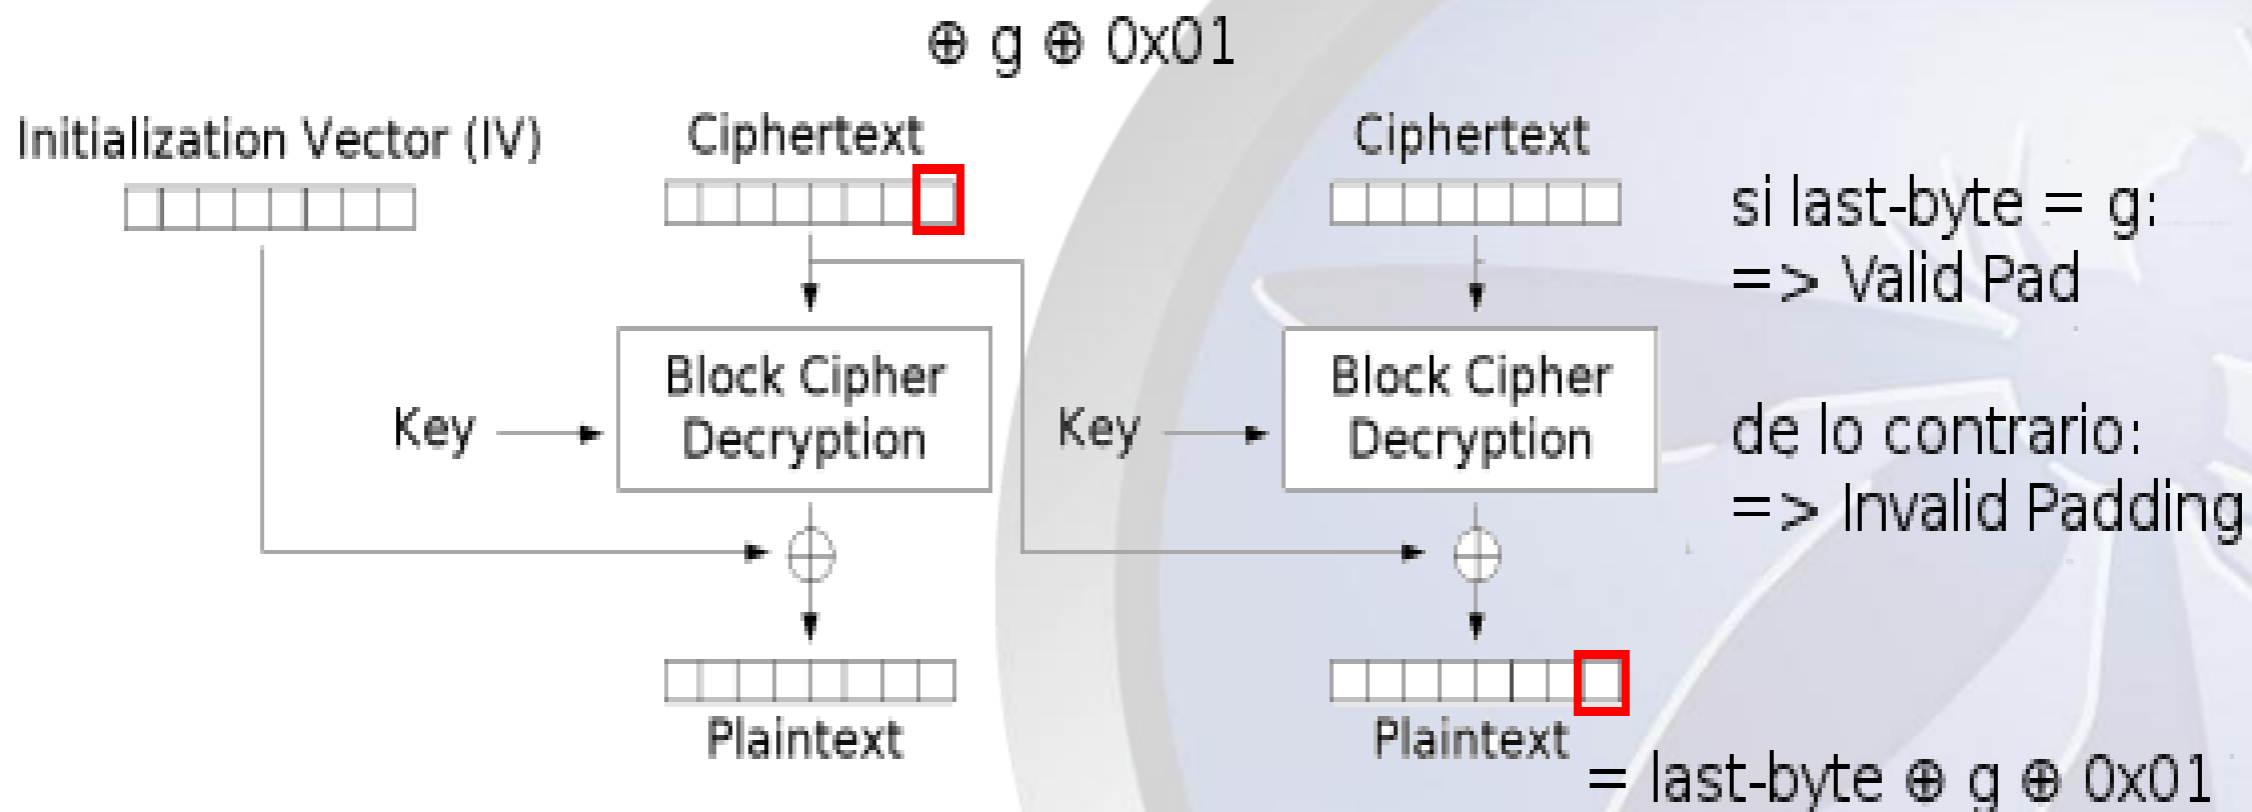 ⊕ g ⊕ 0x01
Initialization Vector (IV)
Ciphertext
Ciphertext
si last-byte = g:
=> Valid Pad
Block Cipher
Decryption
Key
Block Cipher
Decryption
Key
de lo contrario:
=> Invalid Padding
Plaintext
Plaintext
= last-byte ⊕ g ⊕ 0x01